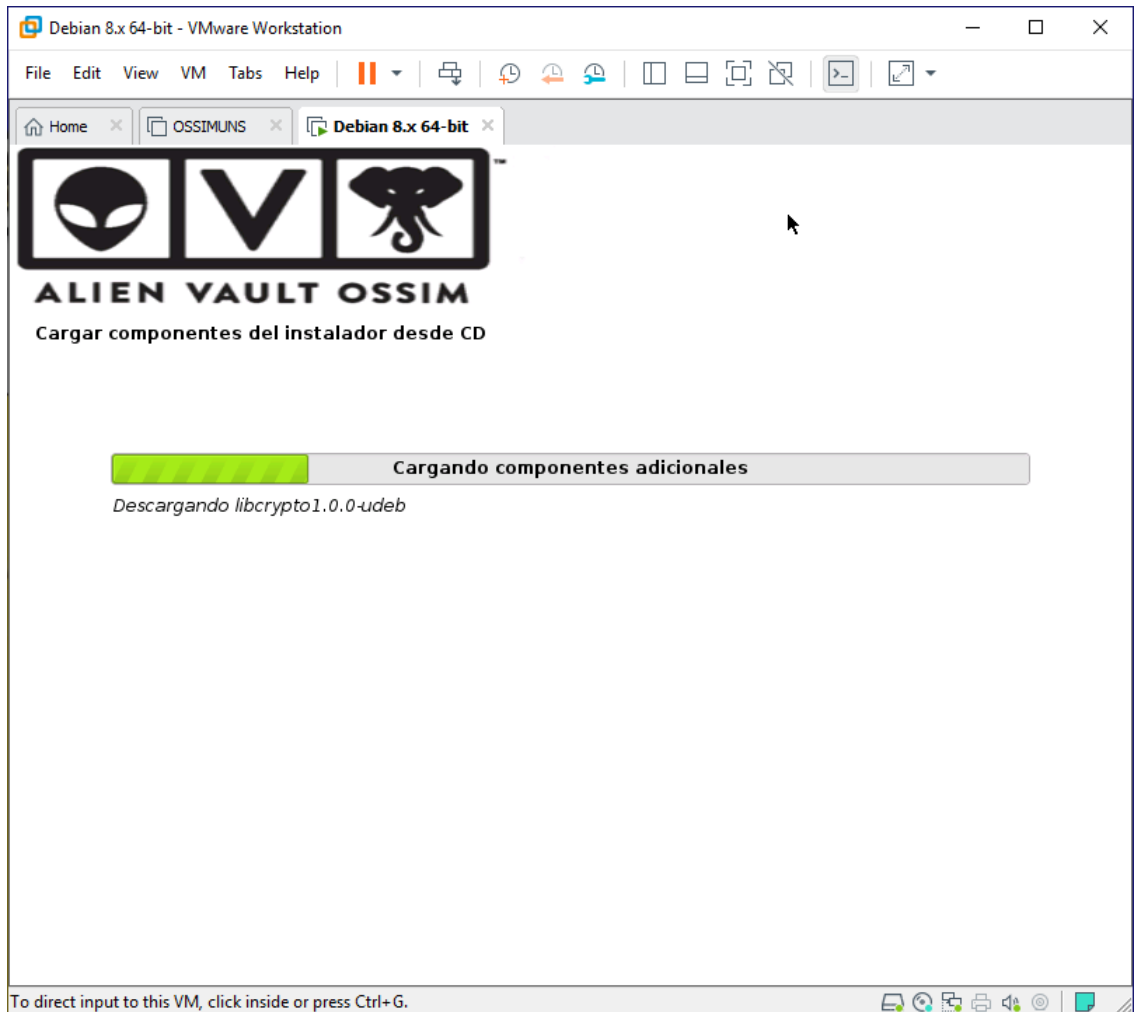 Debian 8.x 64-bit - VMware Workstation
File Edit View VM Tabs Help
Home OSSIMUNS Debian 8.x 64-bit
TM
ALIEN VAULT OSSIM
Cargar componentes del instalador desde CD
Cargando componentes adicionales
Descargando libcrypto1.0.0-udeb
To direct input to this VM, click inside or press Ctrl+G.